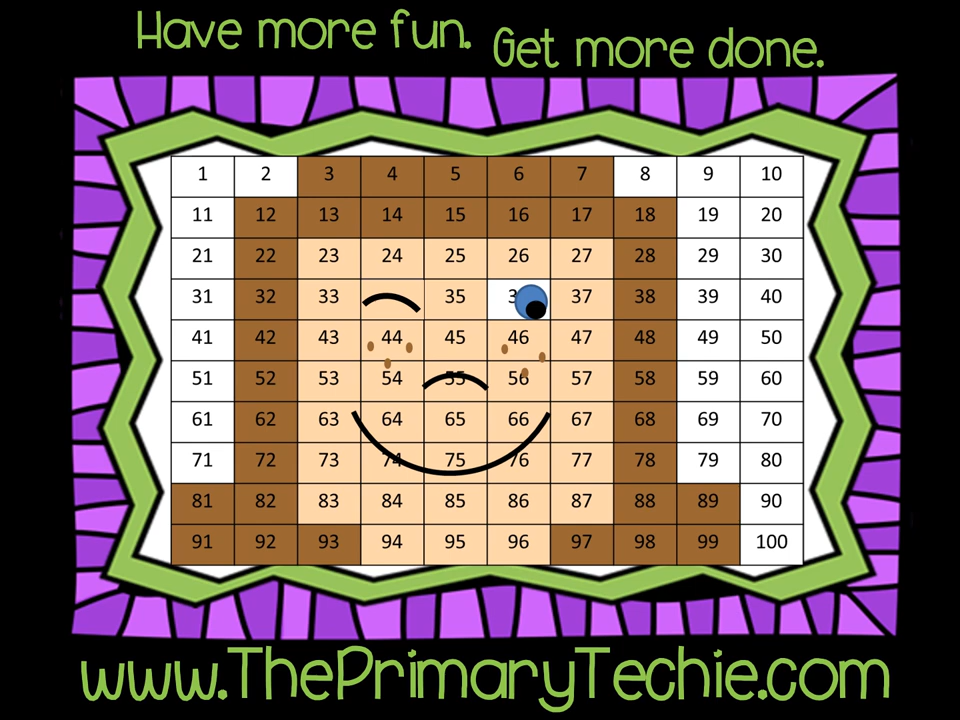 Have more fun. Get more done.
1 2 3 4 5 6 7 8 9 10
11 12 13 14 15 16 17 18 19 20
21 22 23 24 25 26 27 28 29 30
31 32 33 35 37 38 39 40
41 42 43 44 45 46 47 48 49 50
51 52 53 54 55 56 57 58 59 60
61 62 63 64 65 66 67 68 69 70
71 72 73 74 75 76 77 78 79 80
81 82 83 84 85 86 87 88 89 90
91 92 93 94 95 96 97 98 99 100
www.ThePrimaryTechie.com